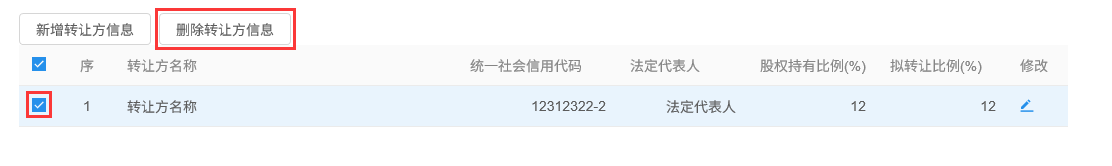 新增转让方信息 删除转让方信息
序 转让方名称 统一社会信用代码 法定代表人 股权持有比例(%) 拟转让比例(%) 修改
1 转让方名称 12312322-2 法定代表人 12 12